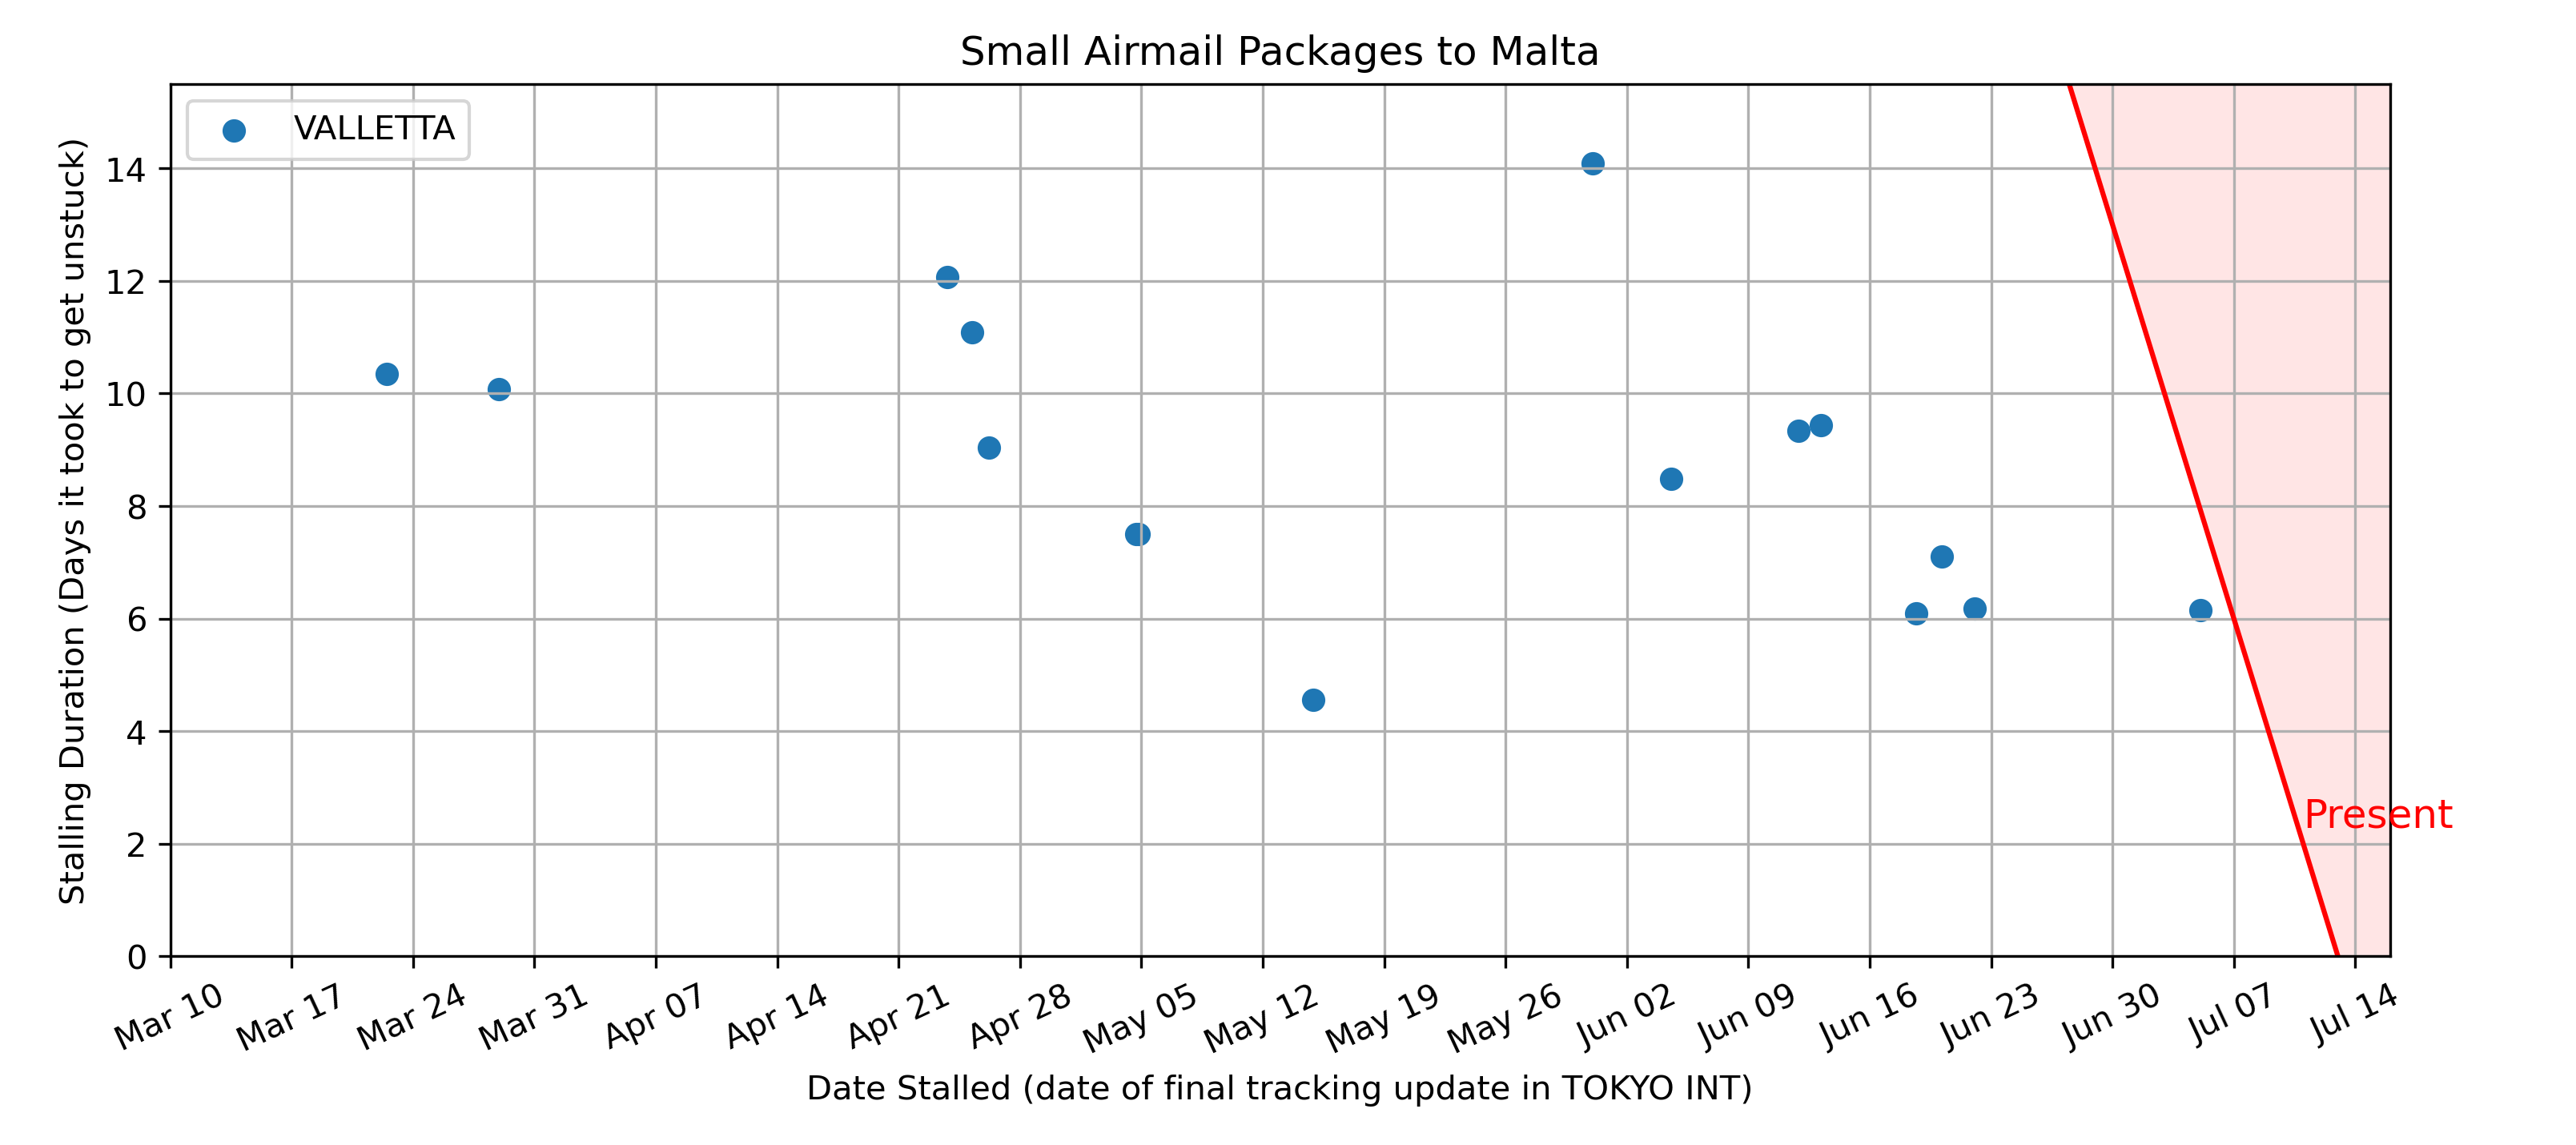 Small Airmail Packages to Malta
VALLETTA
Stalling Duration (Days it took to get unstuck)
14
12
10
8
6
4
2
0
Present
Mar 10
Mar 17
Mar 24
Mar 31
Apr 07
Apr 14
Apr 21
Apr 28
May 05
May 12
May 19
May 26
Jun 02
Jun 09
Jun 16
Jun 23
Jun 30
Jul 07
Jul 14
Date Stalled (date of final tracking update in TOKYO INT)